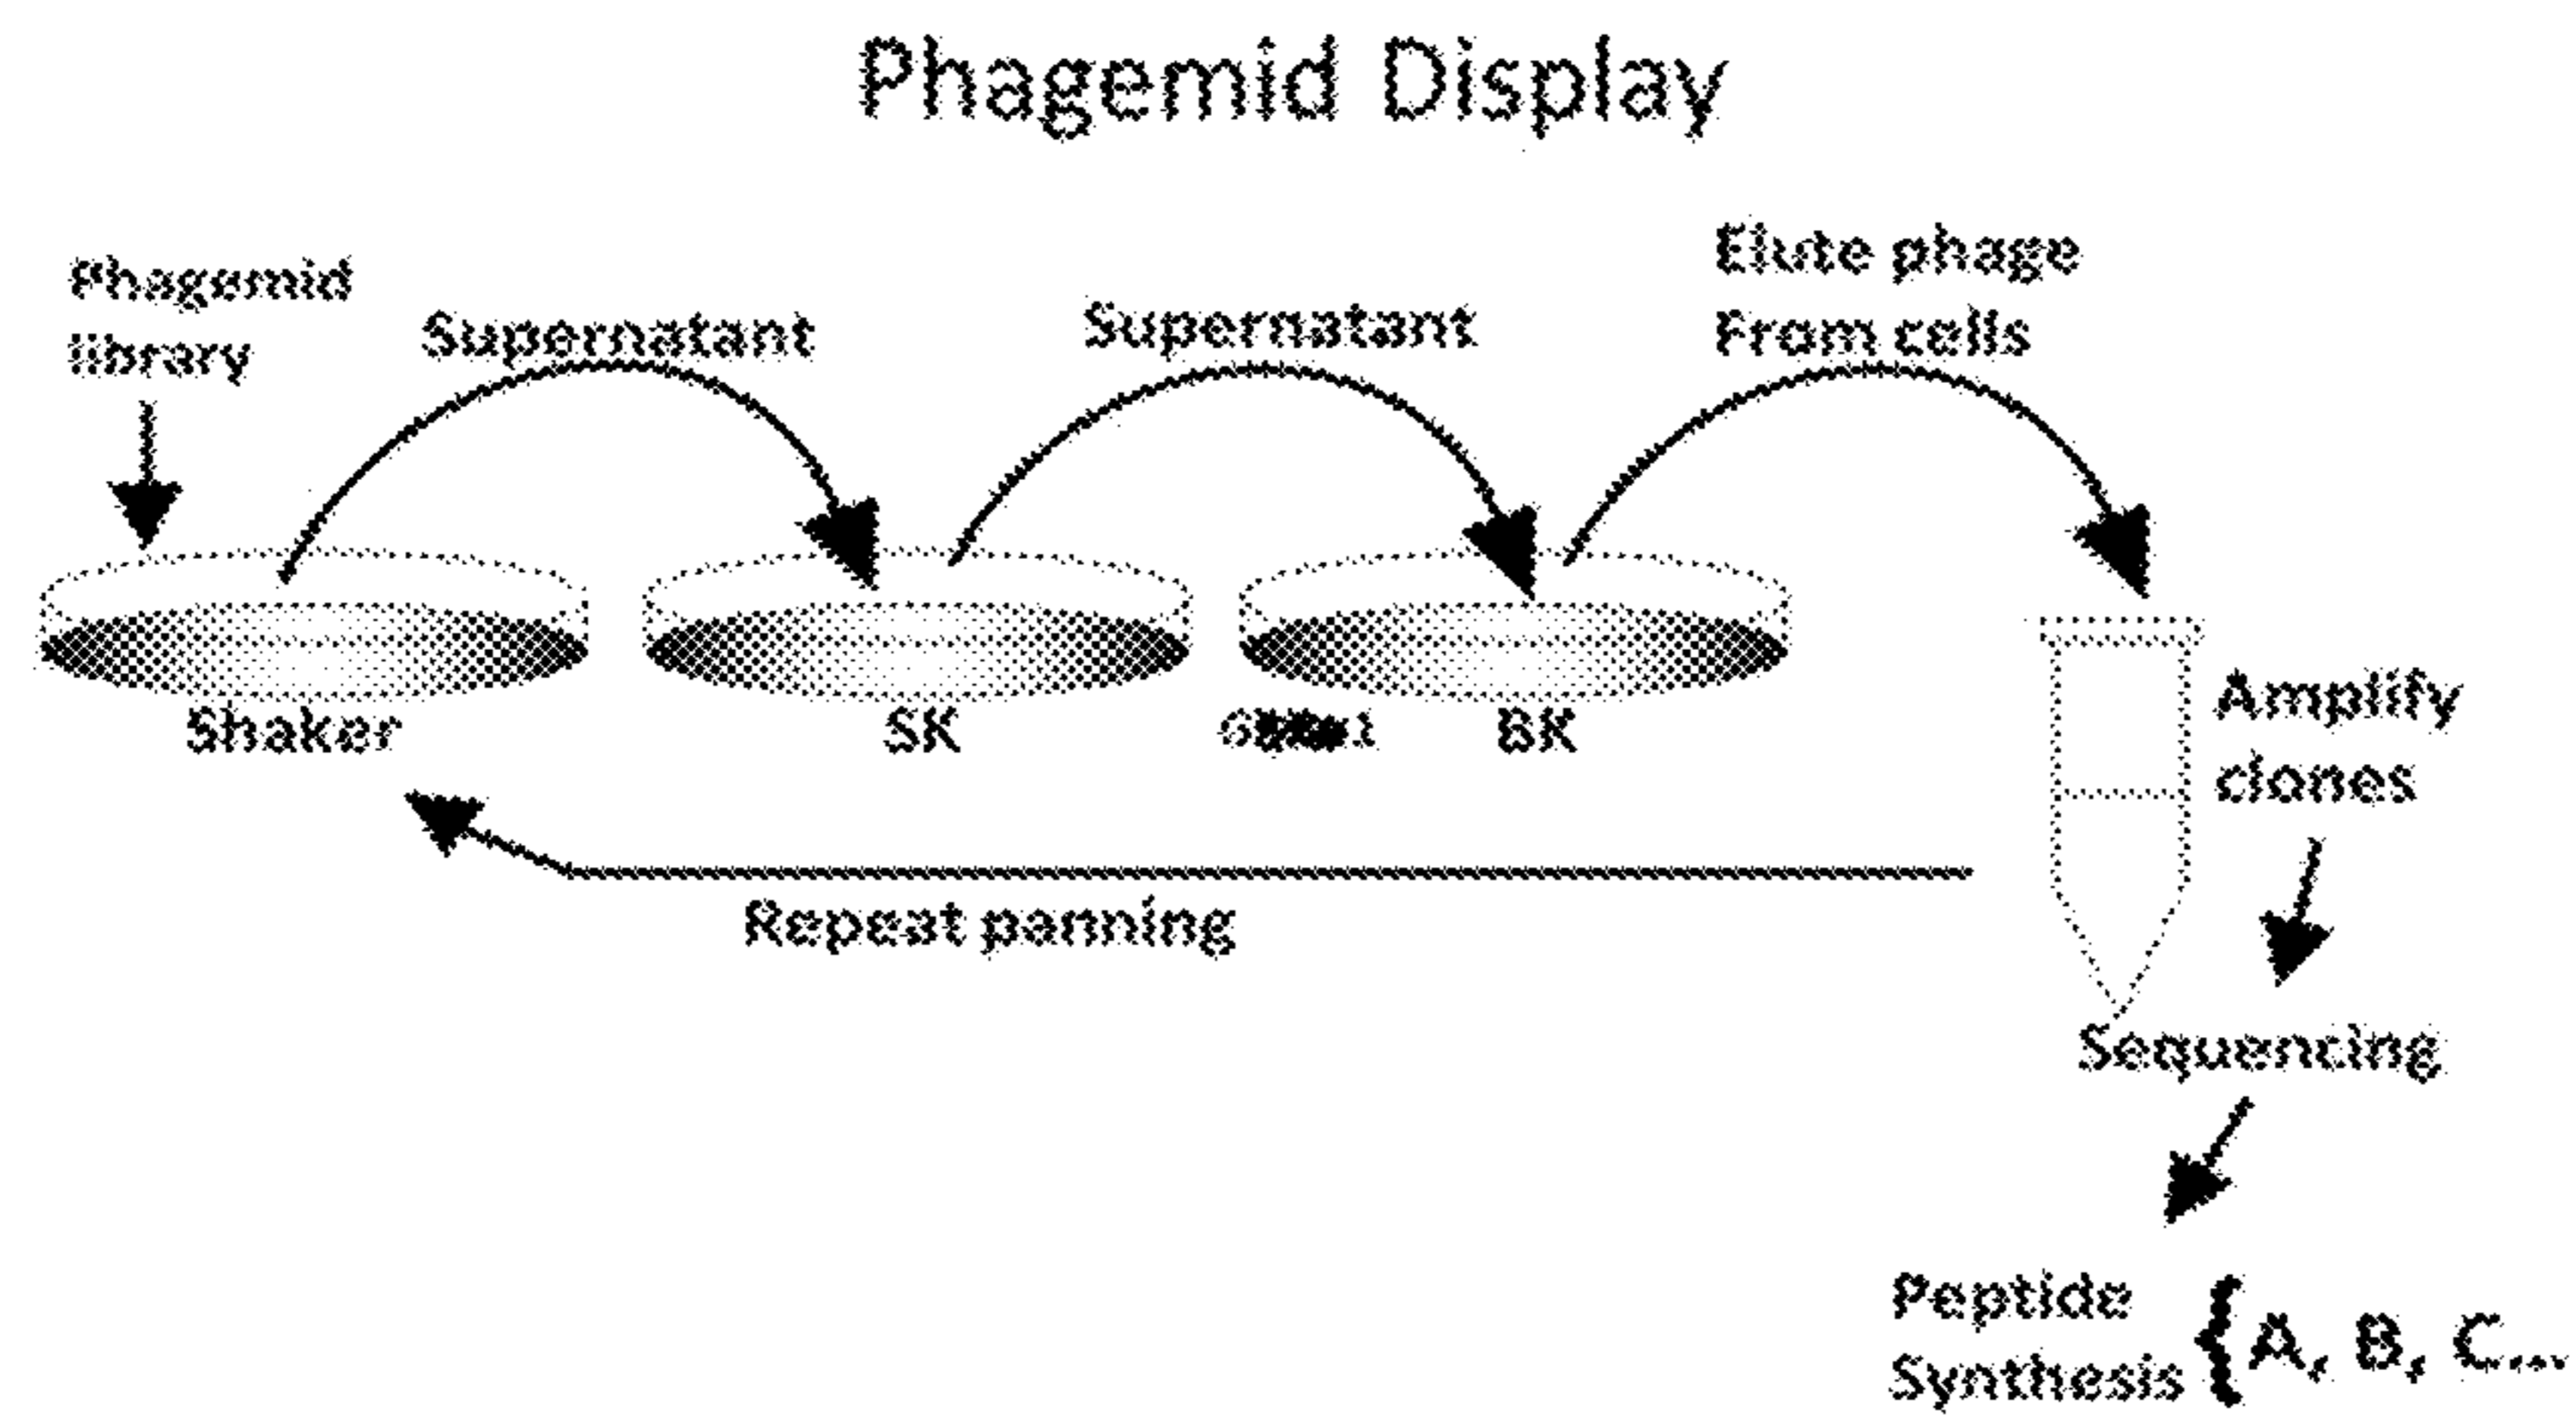 Phagemid Display
Phagemid
library
Supernatant
Supernatant
Elute phage
From cells
Shaker
SK
BK
Amplify
clones
Repeat panning
Sequencing
Peptide
Synthesis
{A, B, C...